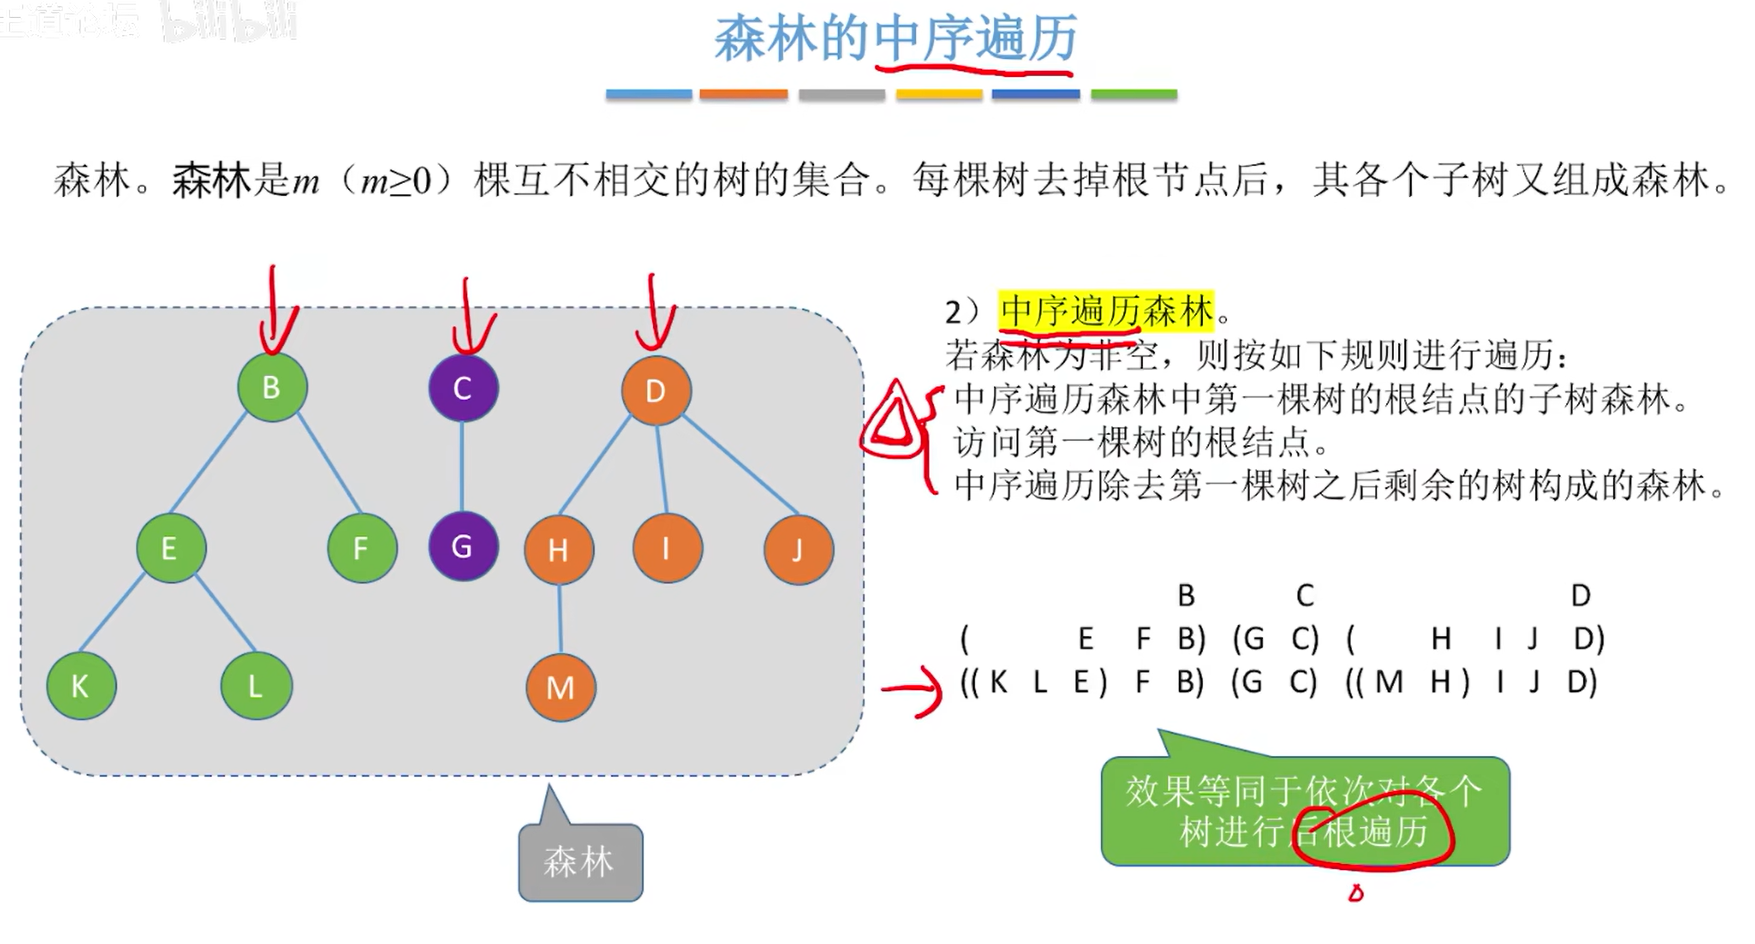 王道论坛 bilibili
森林的中序遍历
森林。森林是m（m≥0）棵互不相交的树的集合。每棵树去掉根节点后，其各个子树又组成森林。
B
C
D
E
F
G
H
I
J
K
L
M
森林
2）中序遍历森林。
若森林为非空，则按如下规则进行遍历：
中序遍历森林中第一棵树的根结点的子树森林。
访问第一棵树的根结点。
中序遍历除去第一棵树之后剩余的树构成的森林。
B C D
( E F B) (G C) ( H I J D)
((K L E) F B) (G C) ((M H) I J D)
效果等同于依次对各个
树进行后根遍历